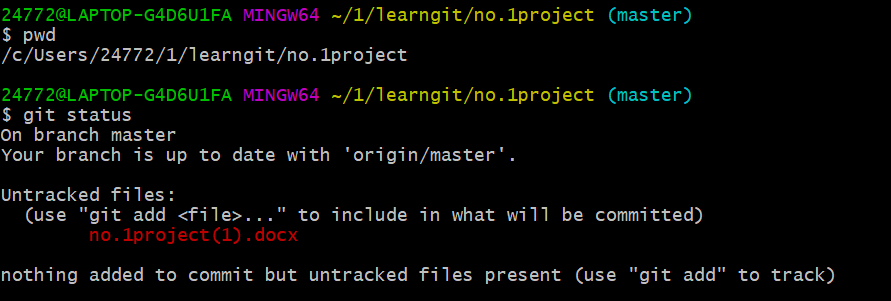 24772@LAPTOP-G4D6U1FA MINGW64 ~/1/learngit/no.1project (master)
$ pwd
/c/Users/24772/1/learngit/no.1project
24772@LAPTOP-G4D6U1FA MINGW64 ~/1/learngit/no.1project (master)
$ git status
On branch master
Your branch is up to date with 'origin/master'.
Untracked files:
  (use "git add <file>..." to include in what will be committed)
        no.1project(1).docx
nothing added to commit but untracked files present (use "git add" to track)